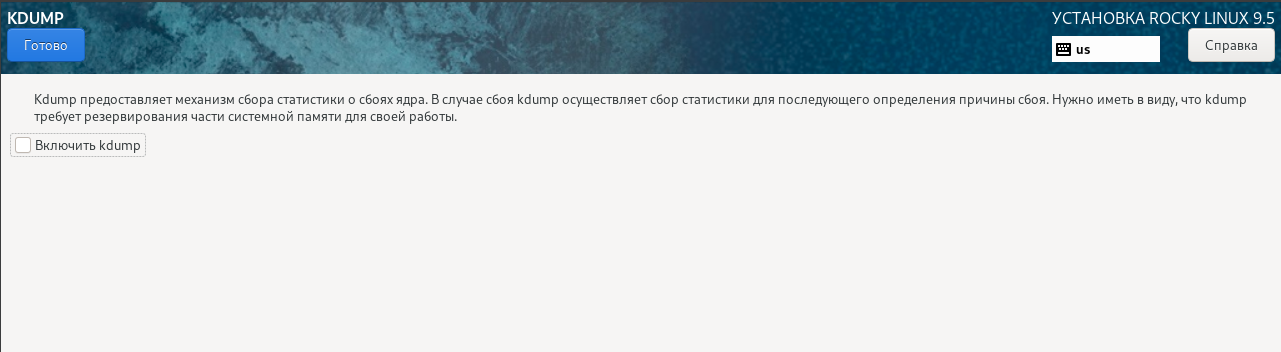 KDUMP
УСТАНОВКА ROCKY LINUX 9.5
Готово
us
Справка
Kdump предоставляет механизм сбора статистики о сбоях ядра. В случае сбоя kdump осуществляет сбор статистики для последующего определения причины сбоя. Нужно иметь в виду, что kdump
требует резервирования части системной памяти для своей работы.
Включить kdump